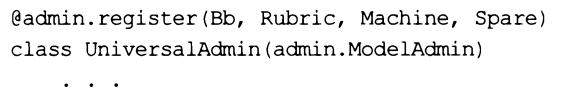 @admin.register(Bb, Rubric, Machine, Spare)
class UniversalAdmin(admin.ModelAdmin)
. . .